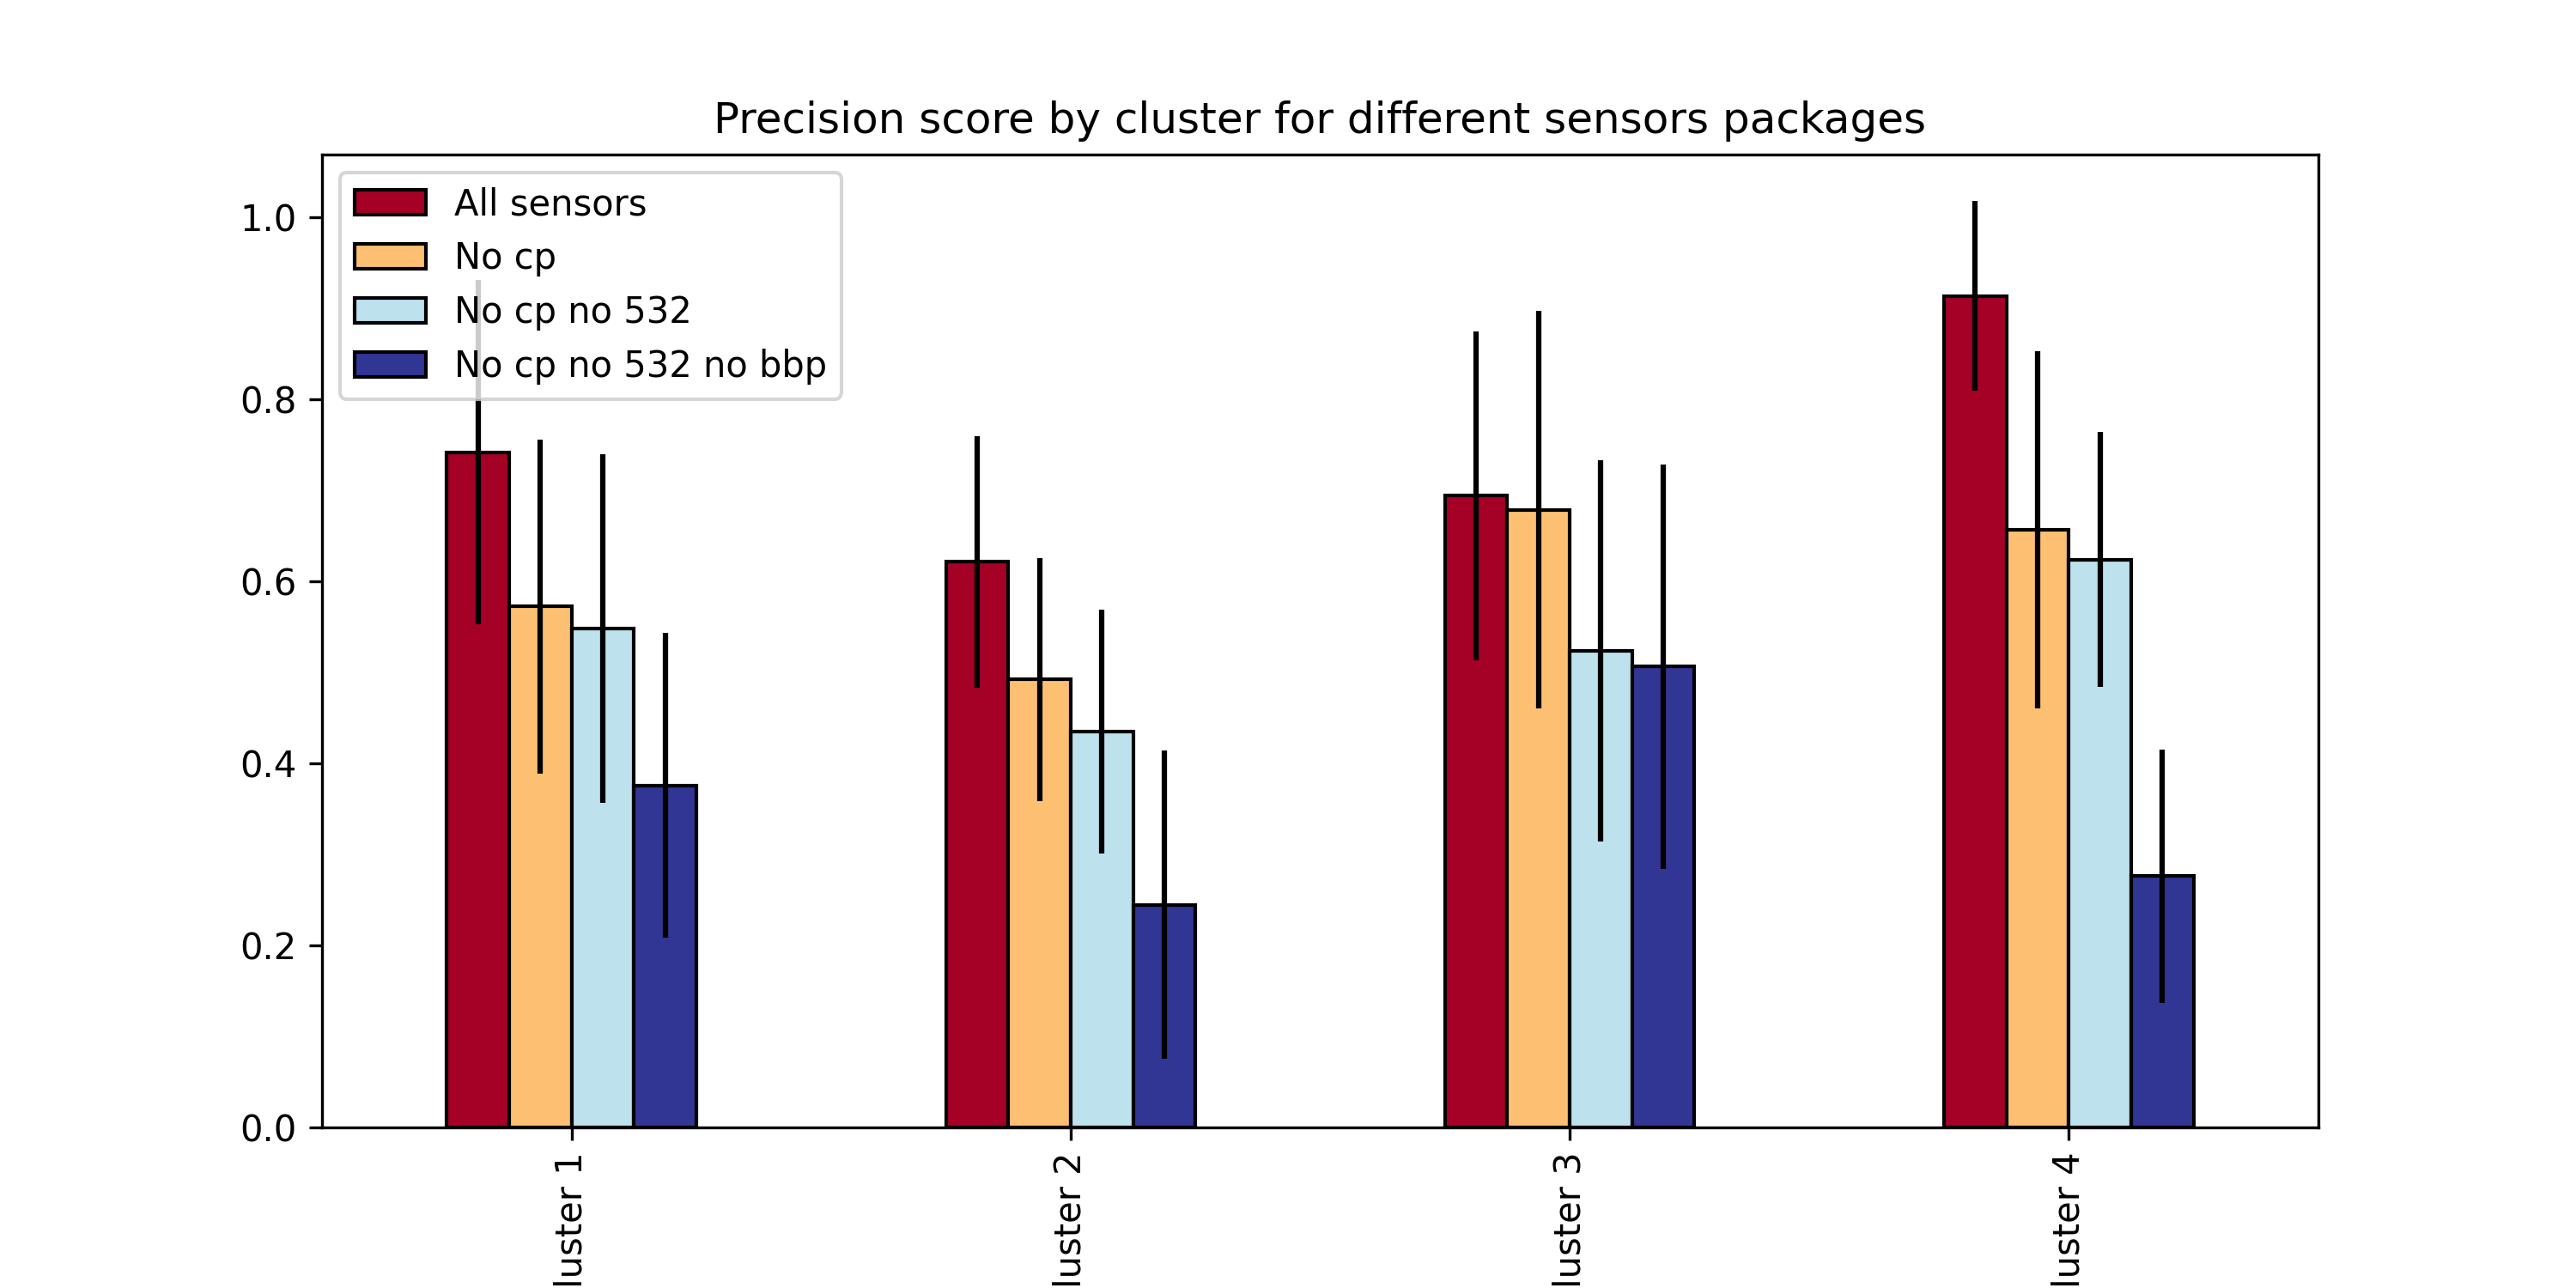 Precision score by cluster for different sensors packages
1.0
0.8
0.6
0.4
0.2
0.0
All sensors
No cp
No cp no 532
No cp no 532 no bbp
luster 1
luster 2
luster 3
luster 4